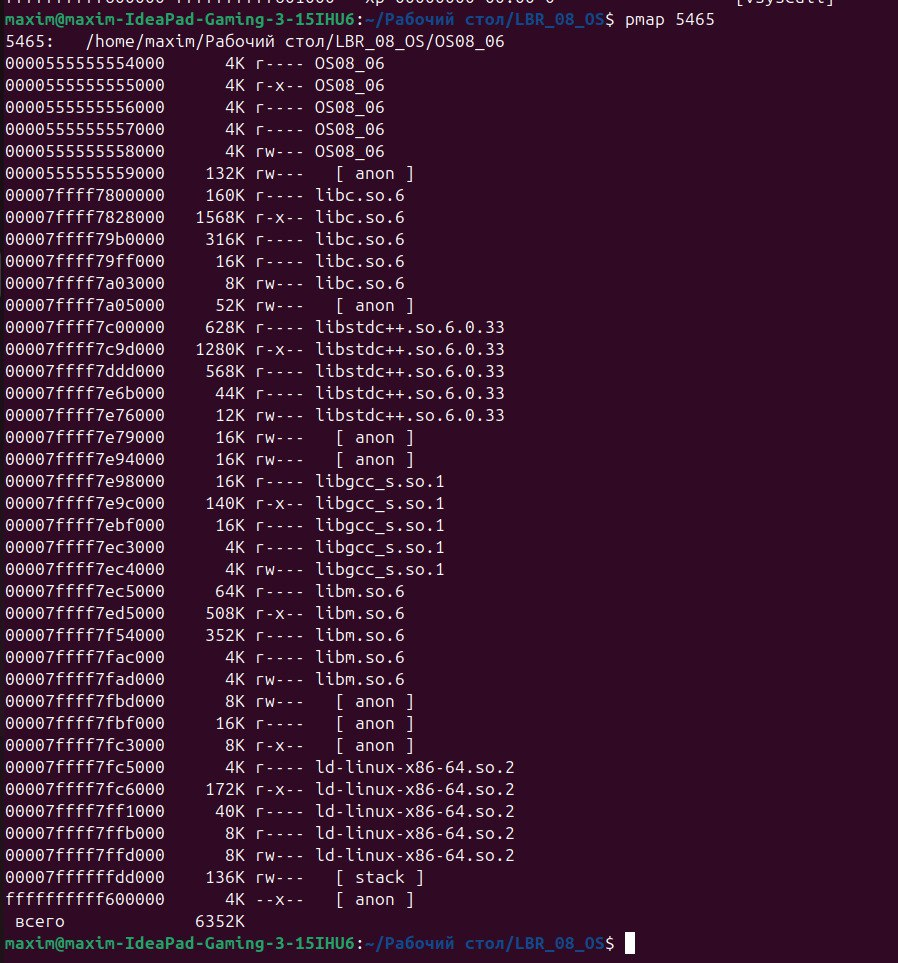 [vsyscall]
maxim@maxim-IdeaPad-Gaming-3-15IHU6:~/Рабочий стол/LBR_08_OS$ pmap 5465
5465:   /home/maxim/Рабочий стол/LBR_08_OS/OS08_06
0000555555554000      4K r---- OS08_06
0000555555555000      4K r-x-- OS08_06
0000555555556000      4K r---- OS08_06
0000555555557000      4K r---- OS08_06
0000555555558000      4K rw--- OS08_06
0000555555559000    132K rw---   [ anon ]
00007ffff7800000    160K r---- libc.so.6
00007ffff7828000   1568K r-x-- libc.so.6
00007ffff79b0000    316K r---- libc.so.6
00007ffff79ff000     16K r---- libc.so.6
00007ffff7a03000      8K rw--- libc.so.6
00007ffff7a05000     52K rw---   [ anon ]
00007ffff7c00000    628K r---- libstdc++.so.6.0.33
00007ffff7c9d000   1280K r-x-- libstdc++.so.6.0.33
00007ffff7ddd000    568K r---- libstdc++.so.6.0.33
00007ffff7e6b000     44K r---- libstdc++.so.6.0.33
00007ffff7e76000     12K rw--- libstdc++.so.6.0.33
00007ffff7e79000     16K rw---   [ anon ]
00007ffff7e94000     16K rw---   [ anon ]
00007ffff7e98000     16K r---- libgcc_s.so.1
00007ffff7e9c000    140K r-x-- libgcc_s.so.1
00007ffff7ebf000     16K r---- libgcc_s.so.1
00007ffff7ec3000      4K r---- libgcc_s.so.1
00007ffff7ec4000      4K rw--- libgcc_s.so.1
00007ffff7ec5000     64K r---- libm.so.6
00007ffff7ed5000    508K r-x-- libm.so.6
00007ffff7f54000    352K r---- libm.so.6
00007ffff7fac000      4K r---- libm.so.6
00007ffff7fad000      4K rw--- libm.so.6
00007ffff7fbd000      8K rw---   [ anon ]
00007ffff7fbf000     16K r----   [ anon ]
00007ffff7fc3000      8K r-x--   [ anon ]
00007ffff7fc5000      4K r---- ld-linux-x86-64.so.2
00007ffff7fc6000    172K r-x-- ld-linux-x86-64.so.2
00007ffff7ff1000     40K r---- ld-linux-x86-64.so.2
00007ffff7ffb000      8K r---- ld-linux-x86-64.so.2
00007ffff7ffd000      8K rw--- ld-linux-x86-64.so.2
00007ffffffdd000    136K rw---   [ stack ]
ffffffffff600000      4K --x--   [ anon ]
 всего             6352K
maxim@maxim-IdeaPad-Gaming-3-15IHU6:~/Рабочий стол/LBR_08_OS$